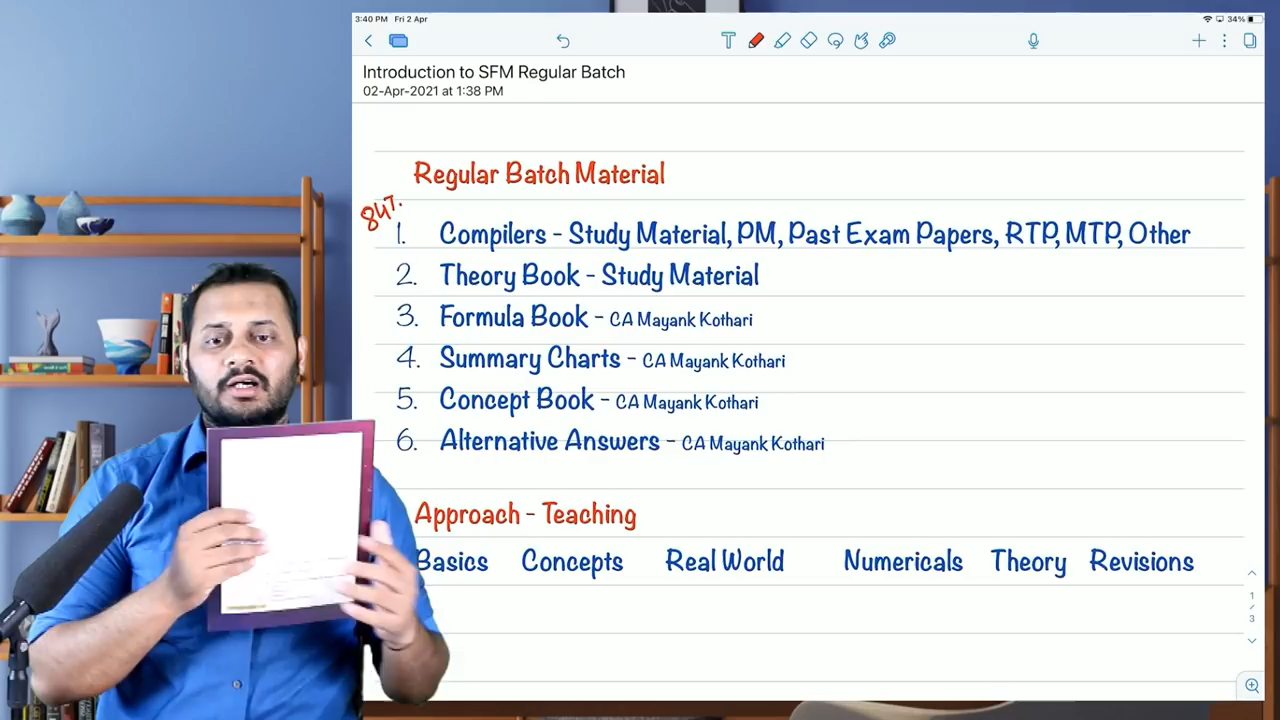 3:40 PM Fri 2 Apr
34%
Introduction to SFM Regular Batch
02-Apr-2021 at 1:38 PM
Regular Batch Material
847.
1. Compilers - Study Material, PM, Past Exam Papers, RTP, MTP, Other
2. Theory Book - Study Material
3. Formula Book - CA Mayank Kothari
4. Summary Charts - CA Mayank Kothari
5. Concept Book - CA Mayank Kothari
6. Alternative Answers - CA Mayank Kothari
Approach - Teaching
Basics Concepts Real World Numericals Theory Revisions
1
/
3